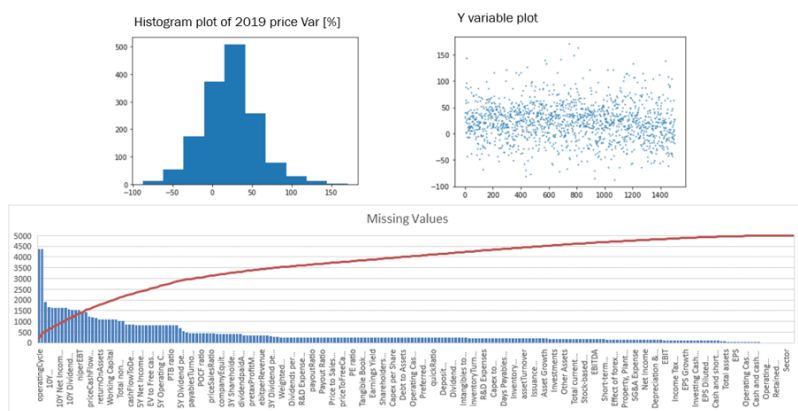 Histogram plot of 2019 price Var [%]
Y variable plot
500
400
300
200
100
0
-100
-50
0
50
100
150
150
100
50
0
-50
-100
0
200
400
600
800
1000
1200
1400
Missing Values
5000
4500
4000
3500
3000
2500
2000
1500
1000
500
0
operatingCycle
10Y ...
10Y Net Incom...
10Y Dividend...
nIperEBT
priceCashFlow...
returnOnAssets
Working Capital
Total non...
cashFlowToDe...
5Y Net Income...
5Y to Free cas...
5Y Operating C...
PTB ratio
5Y Dividend pe...
payablesTurno...
POCF ratio
priceSalesRatio
companyEquit...
3Y Shareholde...
dividendpaidA...
pretaxProfitM...
ebitperRevenue
3Y Dividend pe...
Weighted...
Dividends per...
R&D Expense...
payoutRatio
Payout Ratio
Price to Sales...
priceToFreeCa...
PE ratio
Tangible Book...
Earnings Yield
Shareholders...
Capex per Share
Debt to Assets
Operating Cas...
Preferred...
quickRatio
Deposit...
Dividend...
Intangibles to...
InventoryTurn...
R&D Expenses
Capex to...
Days Payables...
Inventory...
assetTurnover
Issuance...
Asset Growth
Investments
Other Assets
Total current...
Stock-based...
EBITDA
Short-term...
Effect of forex...
Property, Plant...
SG&A Expense
Net Income
Depreciation &...
EBIT
Income Tax...
EPS Growth
Investing Cash...
EPS Diluted...
Cash and short...
Total assets
EPS
Operating Cas...
Cash and cash...
Operating...
Retained...
Sector